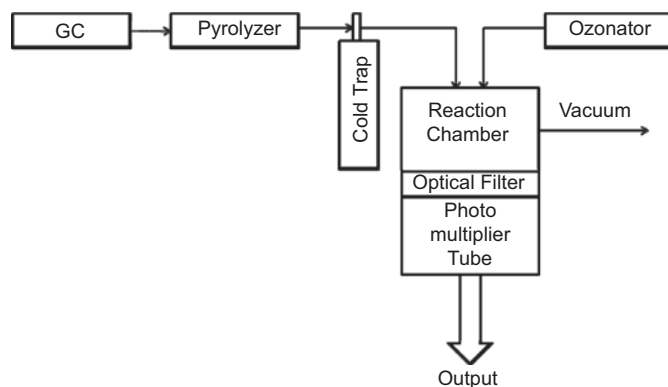 GC
Pyrolyzer
Ozonator
Cold Trap
Reaction
Chamber
Vacuum
Optical Filter
Photo
multiplier
Tube
Output